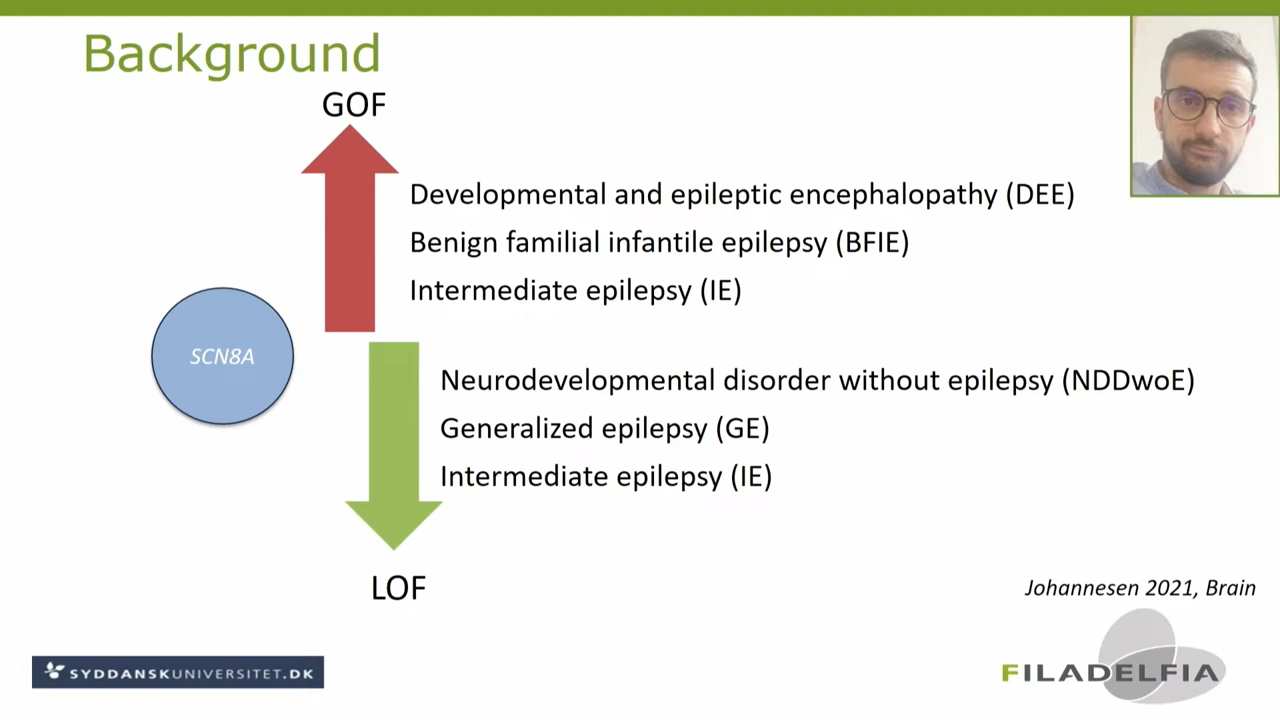 Background
GOF
Developmental and epileptic encephalopathy (DEE)
Benign familial infantile epilepsy (BFIE)
Intermediate epilepsy (IE)
SCN8A
Neurodevelopmental disorder without epilepsy (NDDwoE)
Generalized epilepsy (GE)
Intermediate epilepsy (IE)
LOF
Johannesen 2021, Brain
SYDDANSKUNIVERSITET.DK
FILADELFIA